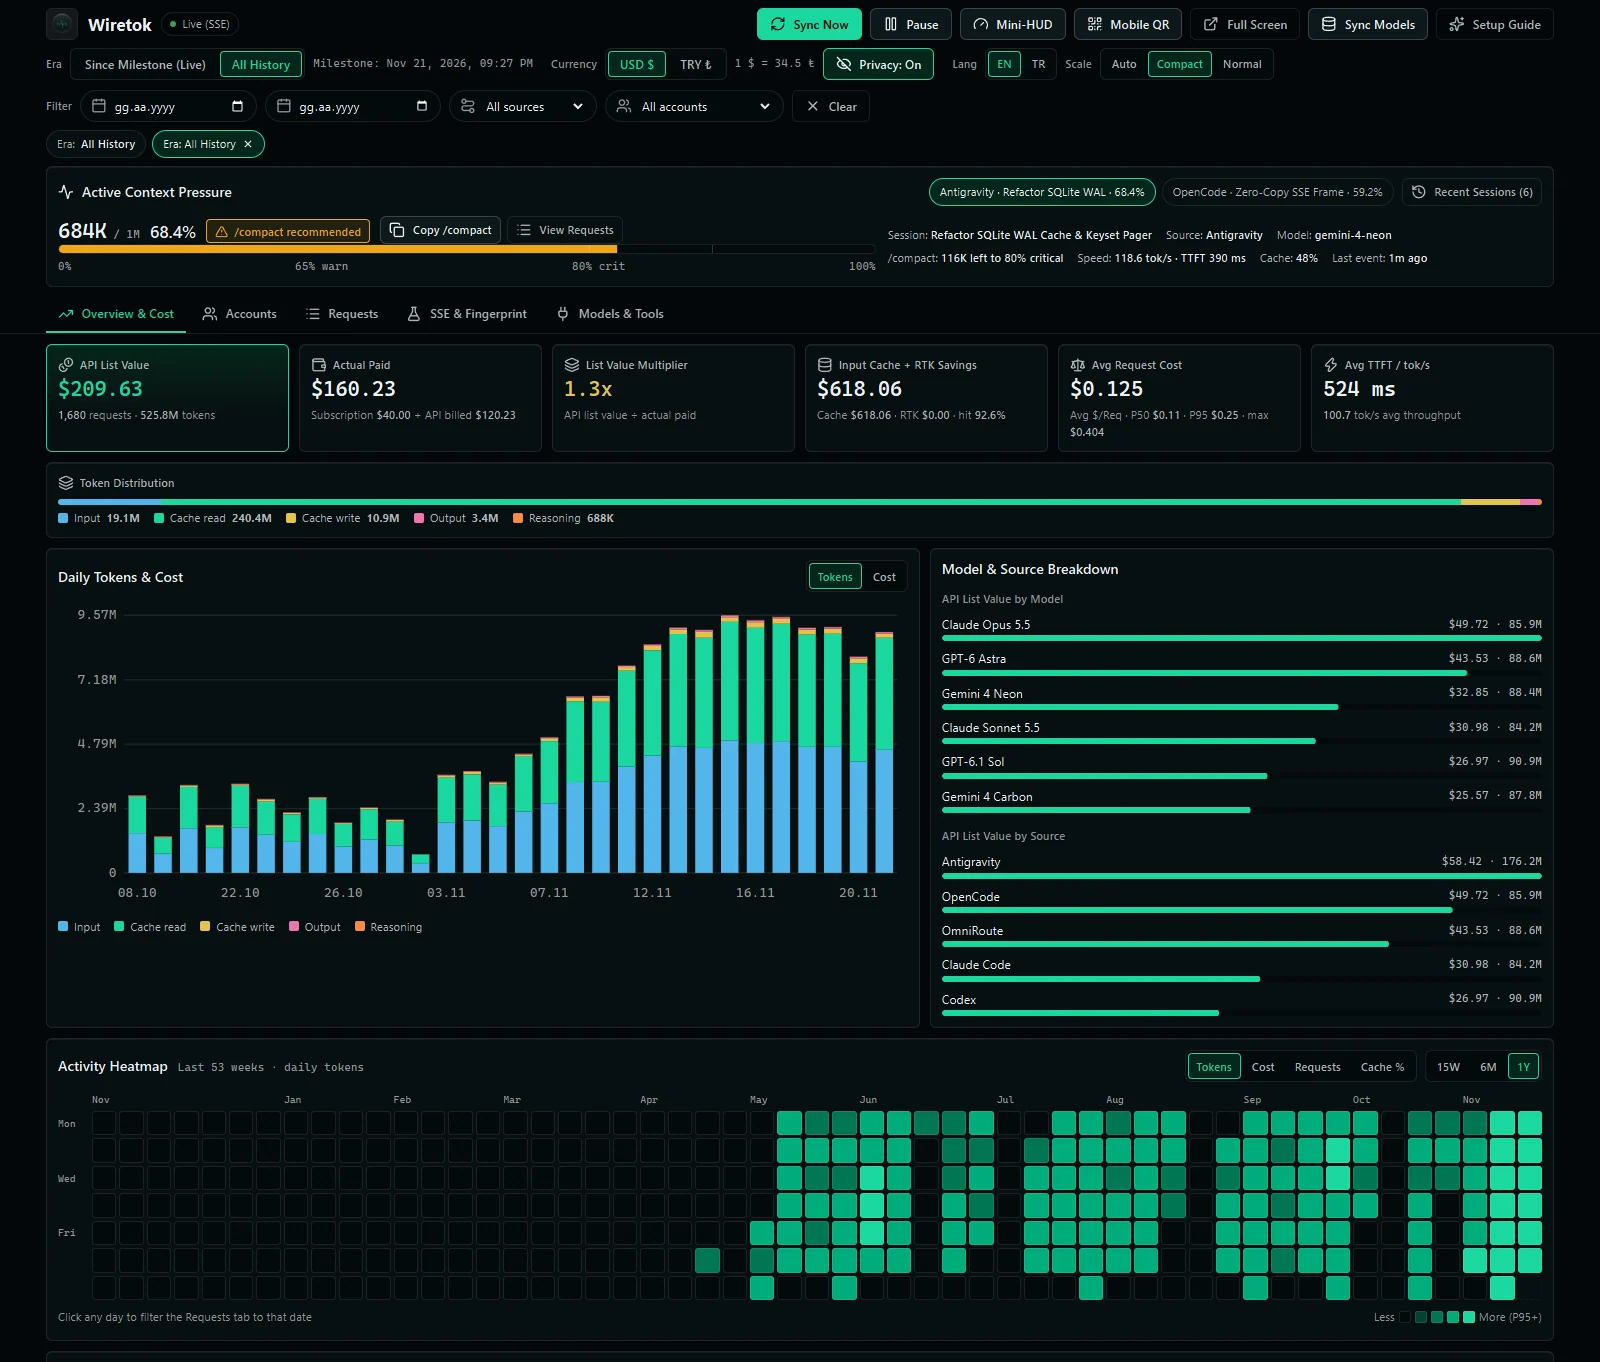 Wiretok
Live (SSE)
Sync Now
Pause
Mini-HUD
Mobile QR
Full Screen
Sync Models
Setup Guide
Era
Since Milestone (Live)
All History
Milestone: Nov 21, 2026, 09:27 PM
Currency
USD $
TRY ₺
1 $ = 34.5 ₺
Privacy: On
Lang
EN
TR
Scale
Auto
Compact
Normal
Filter
gg.aa.yyyy
gg.aa.yyyy
All sources
All accounts
Clear
Era: All History
Era: All History ×
Active Context Pressure
Antigravity · Refactor SQLite WAL · 68.4%
OpenCode · Zero-Copy SSE Frame · 59.2%
Recent Sessions (6)
684K / 1M 68.4%
/compact recommended
Copy /compact
View Requests
0%
65% warn
80% crit
100%
Session: Refactor SQLite WAL Cache & Keyset Pager Source: Antigravity Model: gemini-4-neon
/compact: 116K left to 80% critical Speed: 118.6 tok/s · TTFT 390 ms Cache: 48% Last event: 1m ago
Overview & Cost
Accounts
Requests
SSE & Fingerprint
Models & Tools
API List Value
$209.63
1,680 requests · 525.8M tokens
Actual Paid
$160.23
Subscription $40.00 + API billed $120.23
List Value Multiplier
1.3x
API list value ÷ actual paid
Input Cache + RTK Savings
$618.06
Cache $618.06 · RTK $0.00 · hit 92.6%
Avg Request Cost
$0.125
Avg $/Req · P50 $0.11 · P95 $0.25 · max
$0.404
Avg TTFT / tok/s
524 ms
100.7 tok/s avg throughput
Token Distribution
Input 19.1M
Cache read 240.4M
Cache write 10.9M
Output 3.4M
Reasoning 688K
Daily Tokens & Cost
Tokens
Cost
9.57M
7.18M
4.79M
2.39M
0
08.10
22.10
26.10
03.11
07.11
12.11
16.11
20.11
Input
Cache read
Cache write
Output
Reasoning
Model & Source Breakdown
API List Value by Model
Claude Opus 5.5 $49.72 · 85.9M
GPT-6 Astra $43.53 · 88.6M
Gemini 4 Neon $32.85 · 88.4M
Claude Sonnet 5.5 $30.98 · 84.2M
GPT-6.1 Sol $26.97 · 90.9M
Gemini 4 Carbon $25.57 · 87.8M
API List Value by Source
Antigravity $58.42 · 176.2M
OpenCode $49.72 · 85.9M
OmniRoute $43.53 · 88.6M
Claude Code $30.98 · 84.2M
Codex $26.97 · 90.9M
Activity Heatmap
Last 53 weeks · daily tokens
Tokens
Cost
Requests
Cache %
15W
6M
1Y
Nov
Jan
Feb
Mar
Apr
May
Jun
Jul
Aug
Sep
Oct
Nov
Mon
Wed
Fri
Click any day to filter the Requests tab to that date
Less
More (P95+)